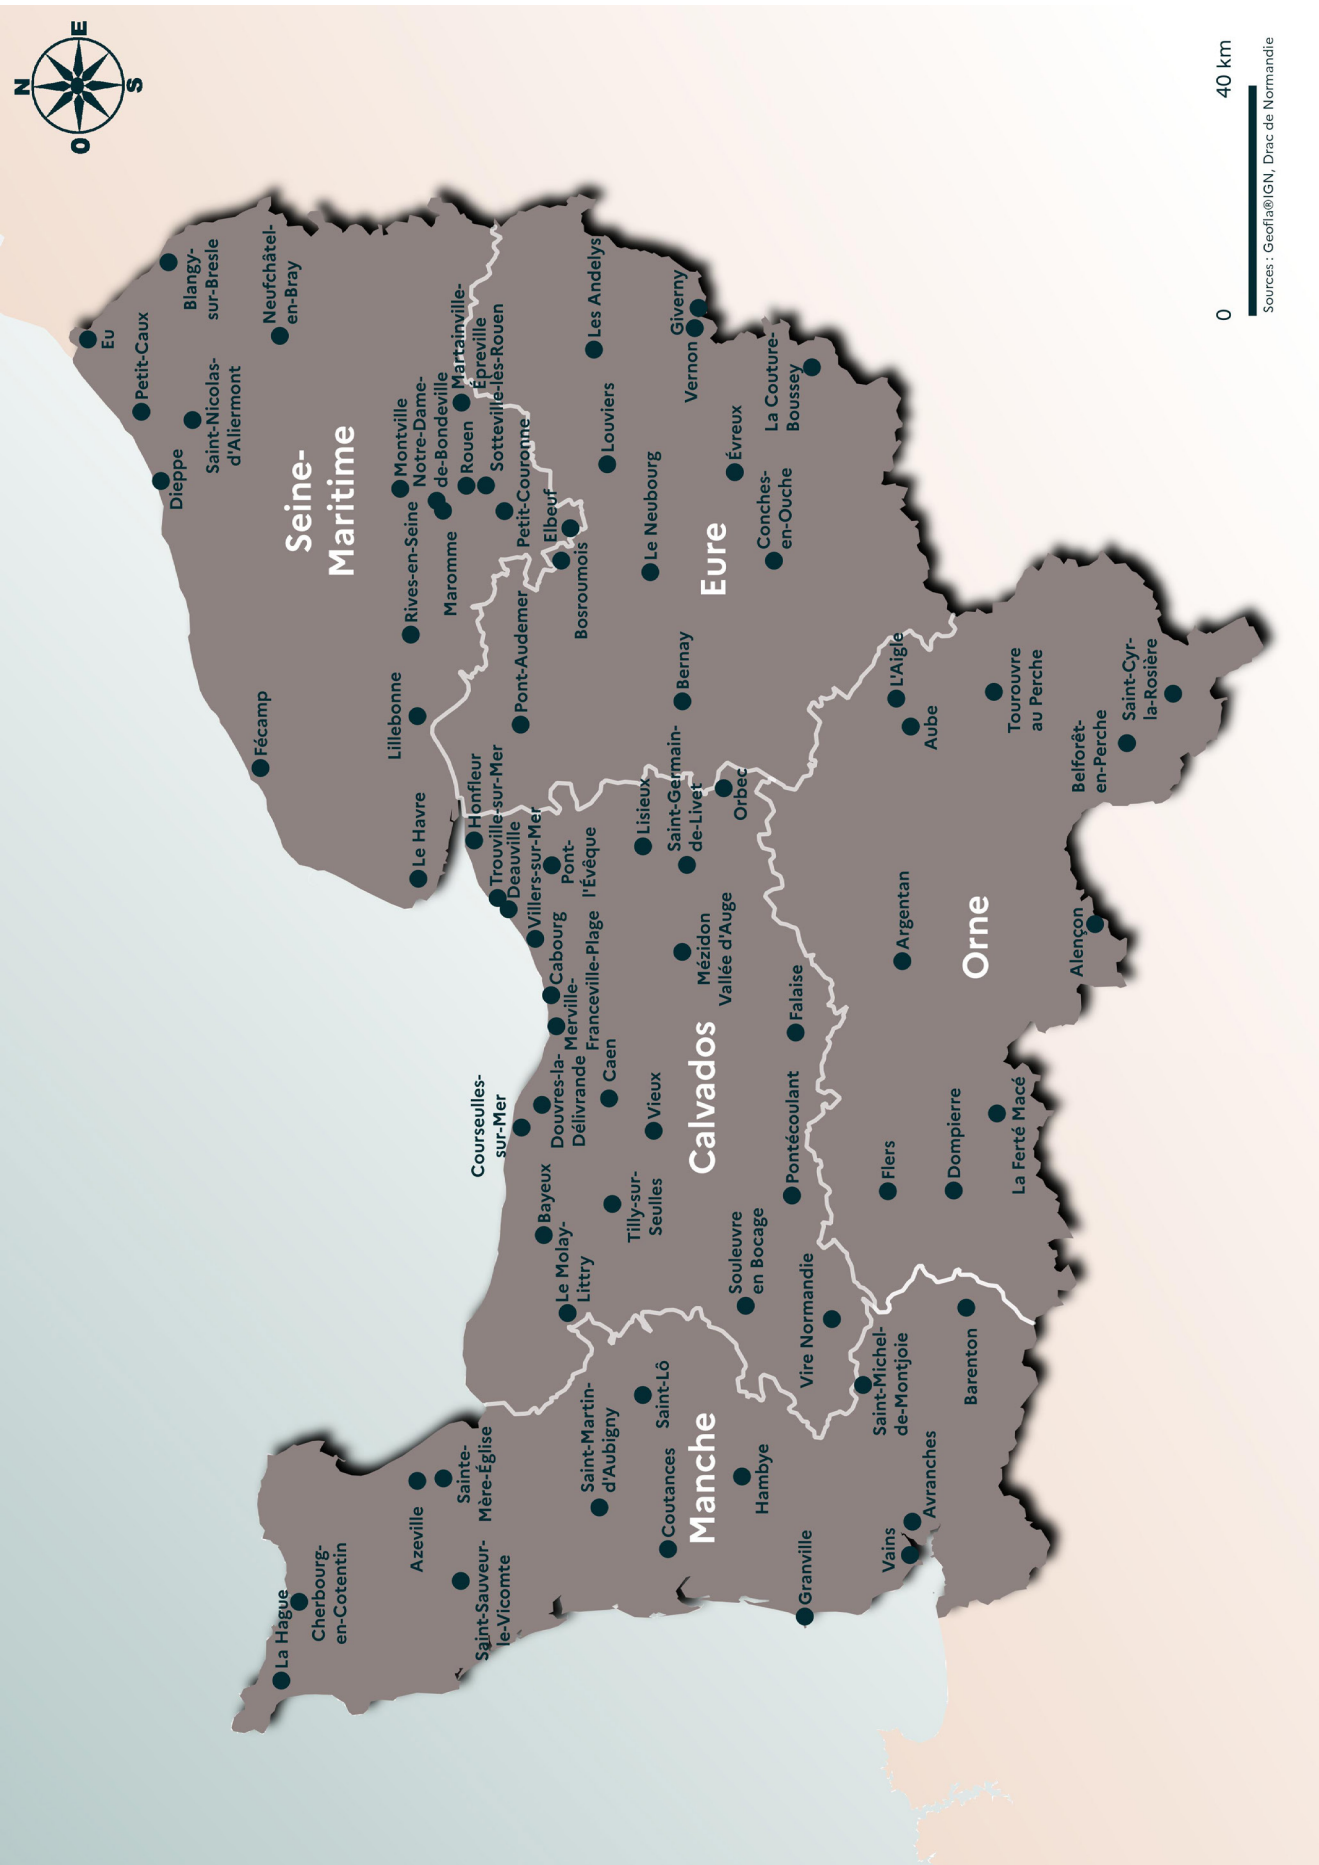 N
O
E
S
Seine-
Maritime
Eu
Petit-Caux
Blangy-
sur-Bresle
Dieppe
Saint-Nicolas-
d'Aliermont
Neufchâtel-
en-Bray
Fécamp
Montville
Notre-Dame-
de-Bondeville
Rives-en-Seine
Maromme
Rouen
Martainville-
Épreville
Sotteville-lès-Rouen
Petit-Couronne
Elbeuf
Lillebonne
Le Havre
Eure
Pont-Audemer
Bosroumois
Les Andelys
Louviers
Le Neubourg
Giverny
Vernon
Évreux
La Couture-
Boussey
Conches-
en-Ouche
Bernay
Calvados
Honfleur
Trouville-sur-Mer
Deauville
Villers-sur-Mer
Pont-
l'Évêque
Cabourg
Merville-
Franceville-Plage
Courseulles-
sur-Mer
Douvres-la-
Délivrande
Caen
Bayeux
Le Molay-
Littry
Tilly-sur-
Seulles
Vieux
Lisieux
Saint-Germain-
de-Livet
Orbec
Mézidon
Vallée d'Auge
Falaise
Pontécoulant
Souleuvre
en Bocage
Vire Normandie
Manche
La Hague
Cherbourg-
en-Cotentin
Azeville
Sainte-
Mère-Église
Saint-Sauveur-
le-Vicomte
Saint-Martin-
d'Aubigny
Saint-Lô
Coutances
Hambye
Granville
Saint-Michel-
de-Montjoie
Vains
Avranches
Barenton
Orne
Flers
Dompierre
La Ferté Macé
Argentan
Alençon
L'Aigle
Aube
Tourouvre
au Perche
Belforêt-
en-Perche
Saint-Cyr-
la-Rosière
0
40 km
Sources : Geofla®IGN, Drac de Normandie